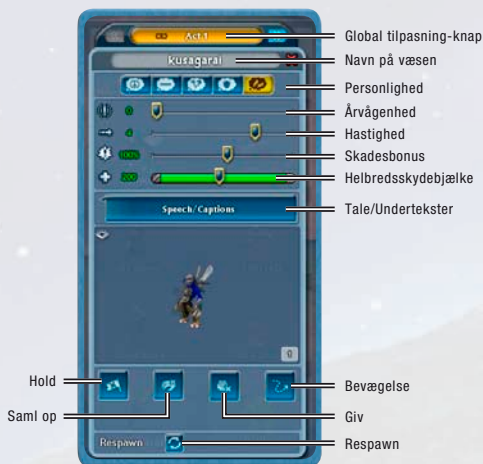 Act 1
Global tilpasning-knap
kusagarai
Navn på væsen
Personlighed
0
Årvågenhed
4
Hastighed
100%
Skadesbonus
200
Helbredsskydebjælke
Speech/Captions
Tale/Undertekster
0
Hold
Bevægelse
Saml op
Giv
Respawn
Respawn